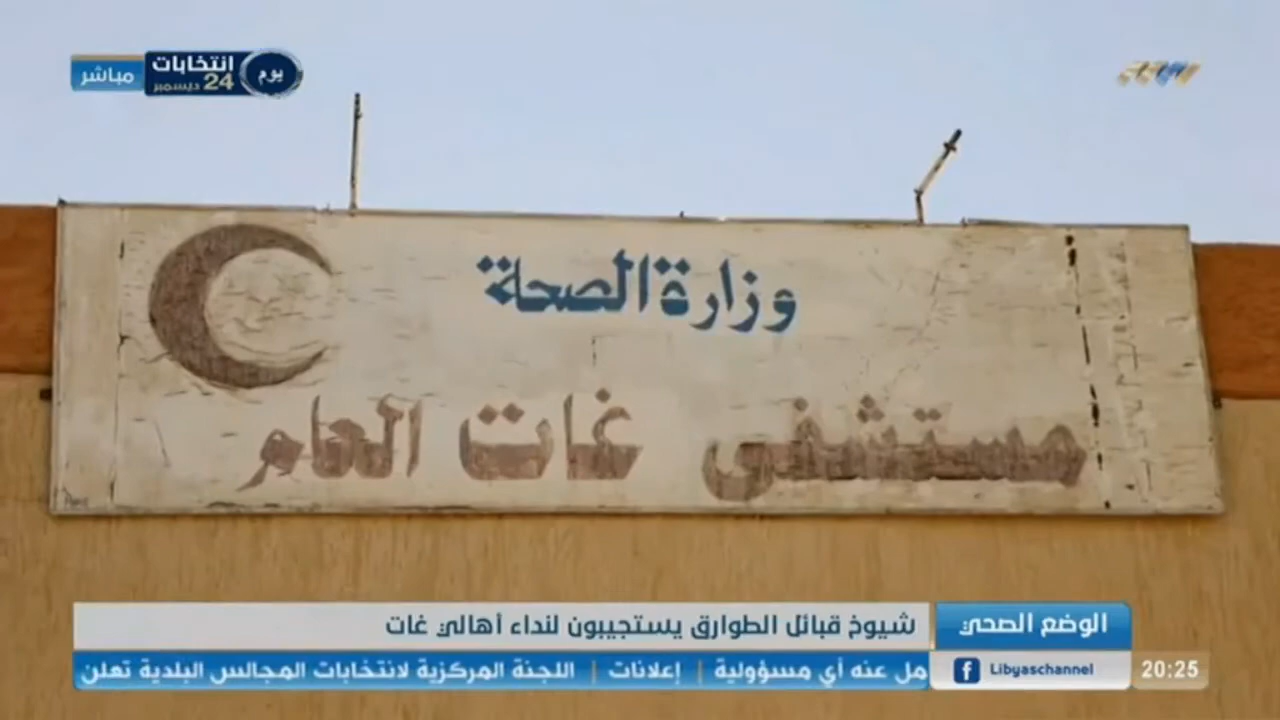 يوم
انتخابات
24 ديسمبر
مباشر
وزارة الصحة
مستشفى غات العام
الوضع الصحي
شيوخ قبائل الطوارق يستجيبون لنداء أهالي غات
20:25
Libyaschannel
مل عنه أي مسؤولية | إعلانات | اللجنة المركزية لانتخابات المجالس البلدية تعلن